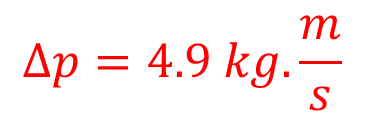 Δp = 4.9 kg. m/s